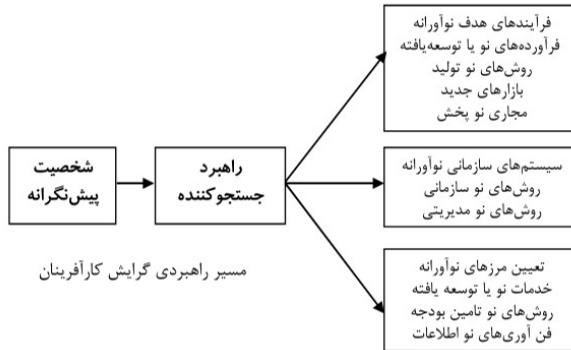 فرآیندهای هدف نوآورانه
فرآورده‌های نو یا توسعه‌یافته
روش‌های نو تولید
بازارهای جدید
مجاری نو پخش
شخصیت
پیش‌نگرانه
راهبرد
جستجوکننده
سیستم‌های سازمانی نوآورانه
روش‌های نو سازمانی
روش‌های نو مدیریتی
تعیین مرزهای نوآورانه
خدمات نو یا توسعه یافته
روش‌های نو تامین بودجه
فن آوری‌های نو اطلاعات
مسیر راهبردی گرایش کارآفرینان